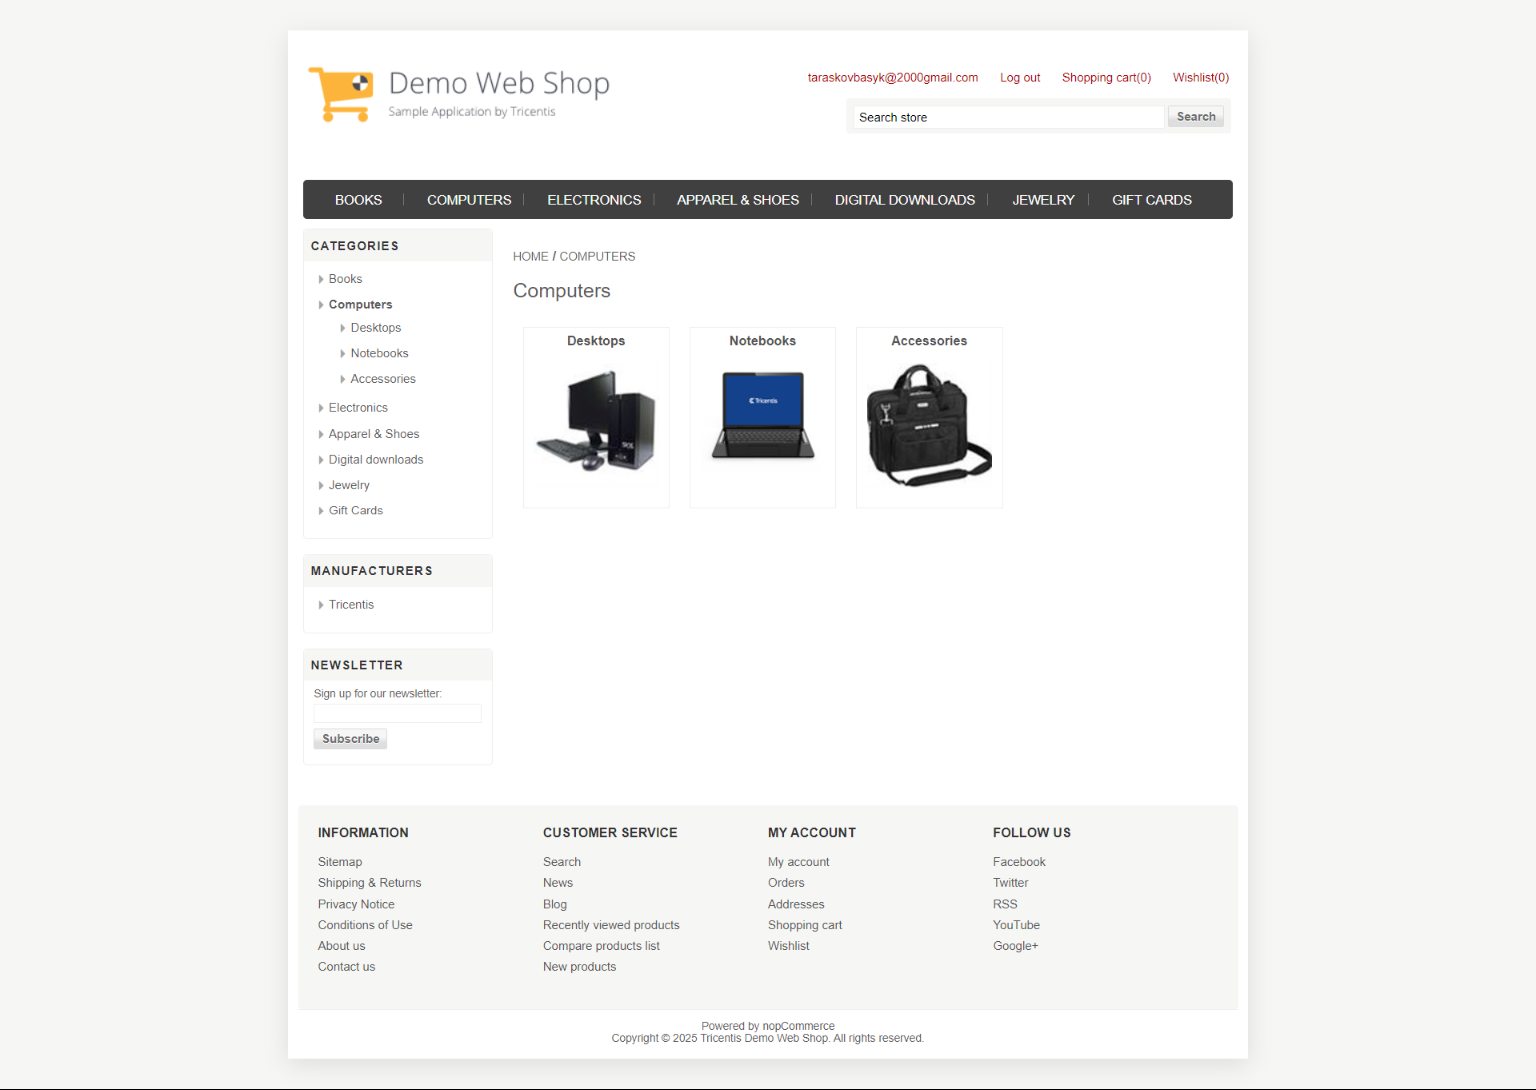 Demo Web Shop
Sample Application by Tricentis
taraskovbasyk@2000gmail.com Log out Shopping cart(0) Wishlist(0)
Search store Search
BOOKS COMPUTERS ELECTRONICS APPAREL & SHOES DIGITAL DOWNLOADS JEWELRY GIFT CARDS
CATEGORIES
Books
Computers
Desktops
Notebooks
Accessories
Electronics
Apparel & Shoes
Digital downloads
Jewelry
Gift Cards
MANUFACTURERS
Tricentis
NEWSLETTER
Sign up for our newsletter:
Subscribe
HOME / COMPUTERS
Computers
Desktops
Notebooks
Tricentis
Accessories
INFORMATION
Sitemap
Shipping & Returns
Privacy Notice
Conditions of Use
About us
Contact us
CUSTOMER SERVICE
Search
News
Blog
Recently viewed products
Compare products list
New products
MY ACCOUNT
My account
Orders
Addresses
Shopping cart
Wishlist
FOLLOW US
Facebook
Twitter
RSS
YouTube
Google+
Powered by nopCommerce
Copyright © 2025 Tricentis Demo Web Shop. All rights reserved.